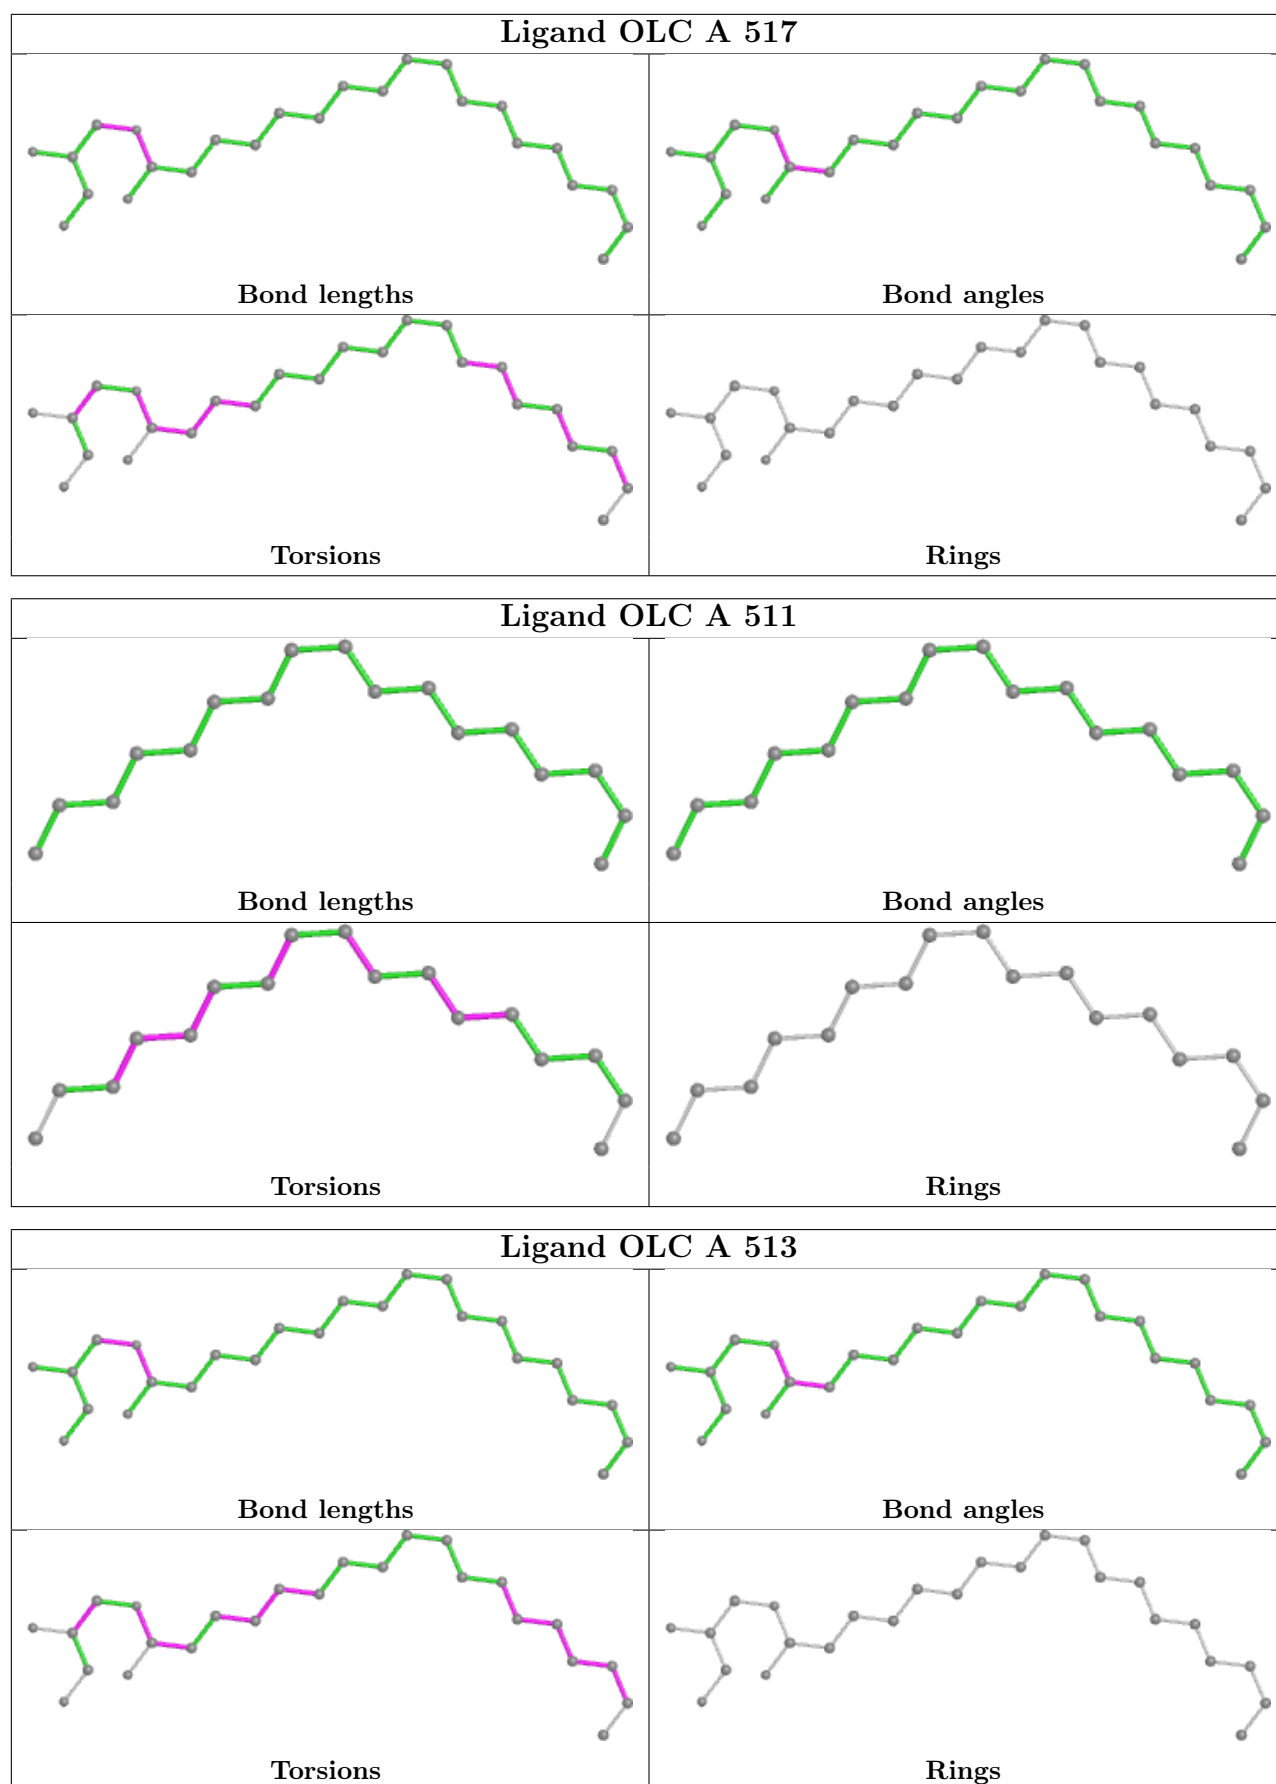 Ligand OLC A 517
Bond lengths
Bond angles
Torsions
Rings
Ligand OLC A 511
Bond lengths
Bond angles
Torsions
Rings
Ligand OLC A 513
Bond lengths
Bond angles
Torsions
Rings